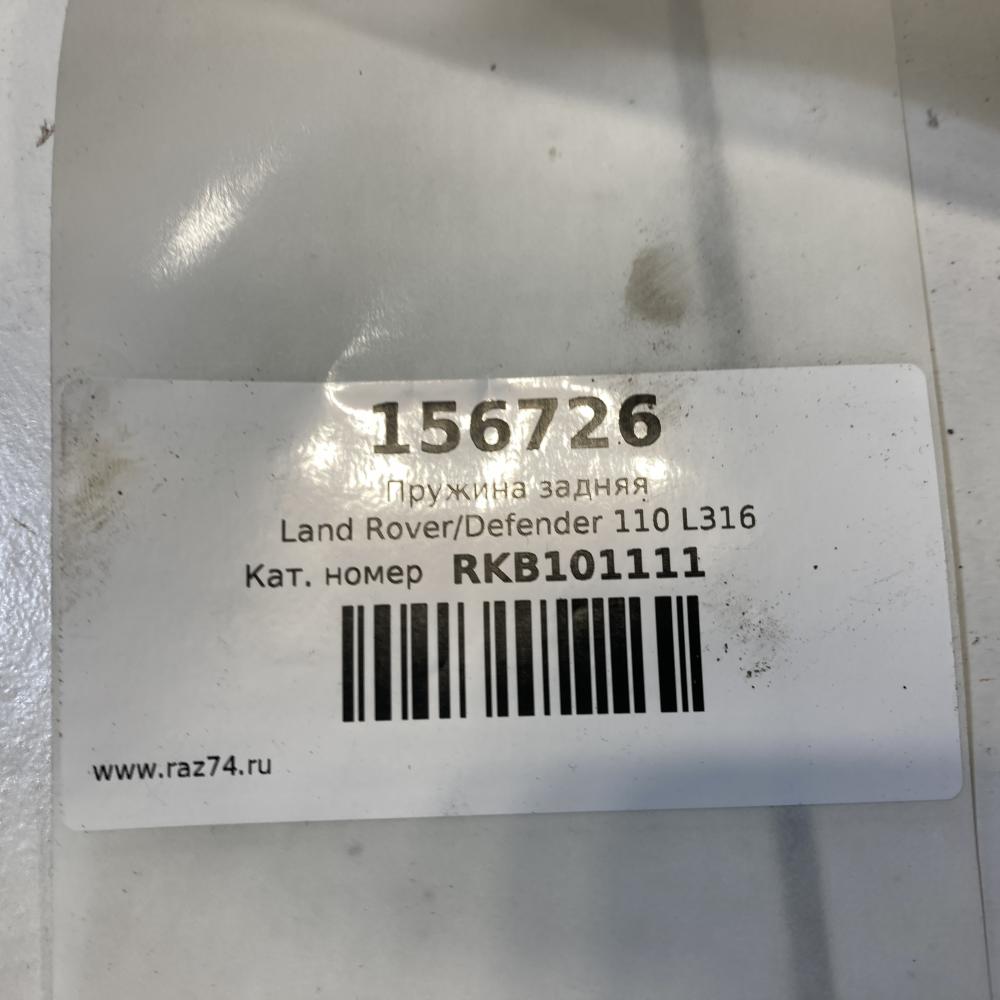 156726
Пружина задняя
Land Rover/Defender 110 L316
Кат. номер RKB101111
www.raz74.ru